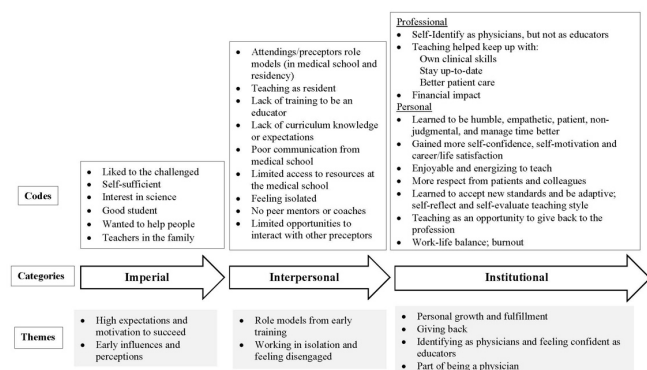 Codes
• Liked to the challenged
• Self-sufficient
• Interest in science
• Good student
• Wanted to help people
• Teachers in the family
• Attendings/preceptors role
models (in medical school and
residency)
• Teaching as resident
• Lack of training to be an
educator
• Lack of curriculum knowledge
or expectations
• Poor communication from
medical school
• Limited access to resources at
the medical school
• Feeling isolated
• No peer mentors or coaches
• Limited opportunities to
interact with other preceptors
Professional
• Self-Identify as physicians, but not as educators
• Teaching helped keep up with:
Own clinical skills
Stay up-to-date
Better patient care
• Financial impact
Personal
• Learned to be humble, empathetic, patient, non-
judgmental, and manage time better
• Gained more self-confidence, self-motivation and
career/life satisfaction
• Enjoyable and energizing to teach
• More respect from patients and colleagues
• Learned to accept new standards and be adaptive;
self-reflect and self-evaluate teaching style
• Teaching as an opportunity to give back to the
profession
• Work-life balance; burnout
Categories
Imperial
Interpersonal
Institutional
Themes
• High expectations and
motivation to succeed
• Early influences and
perceptions
• Role models from early
training
• Working in isolation and
feeling disengaged
• Personal growth and fulfillment
• Giving back
• Identifying as physicians and feeling confident as
educators
• Part of being a physician